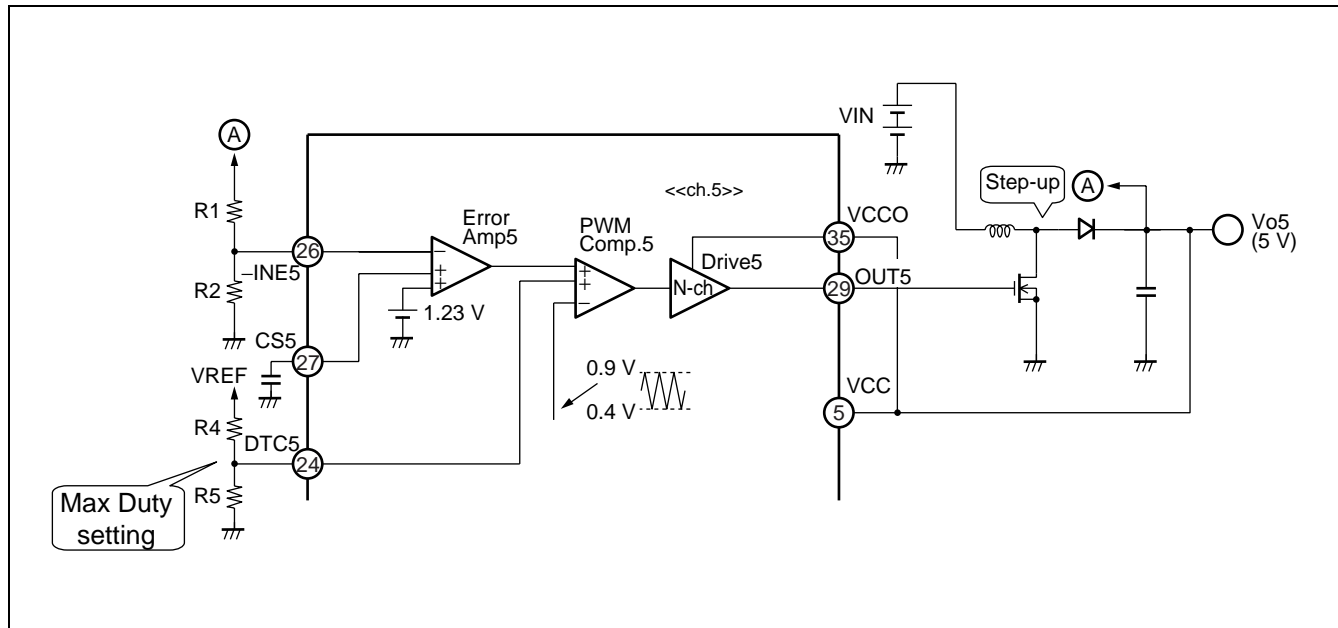 VIN
A
Step-up
A
<<ch.5>>
R1
Error
Amp5
PWM
Comp.5
VCCO
35
Vo5
(5 V)
26
–INE5
Drive5
OUT5
29
N-ch
R2
1.23 V
CS5
27
VREF
0.9 V
0.4 V
VCC
5
R4
DTC5
24
R5
Max Duty
setting